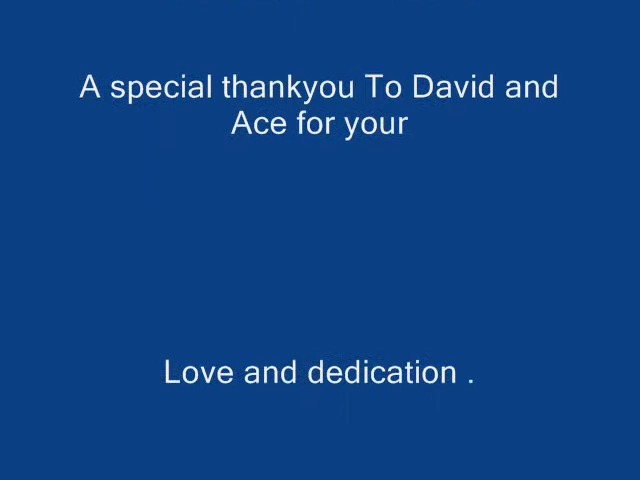 A special thankyou To David and
Ace for your
Love and dedication .